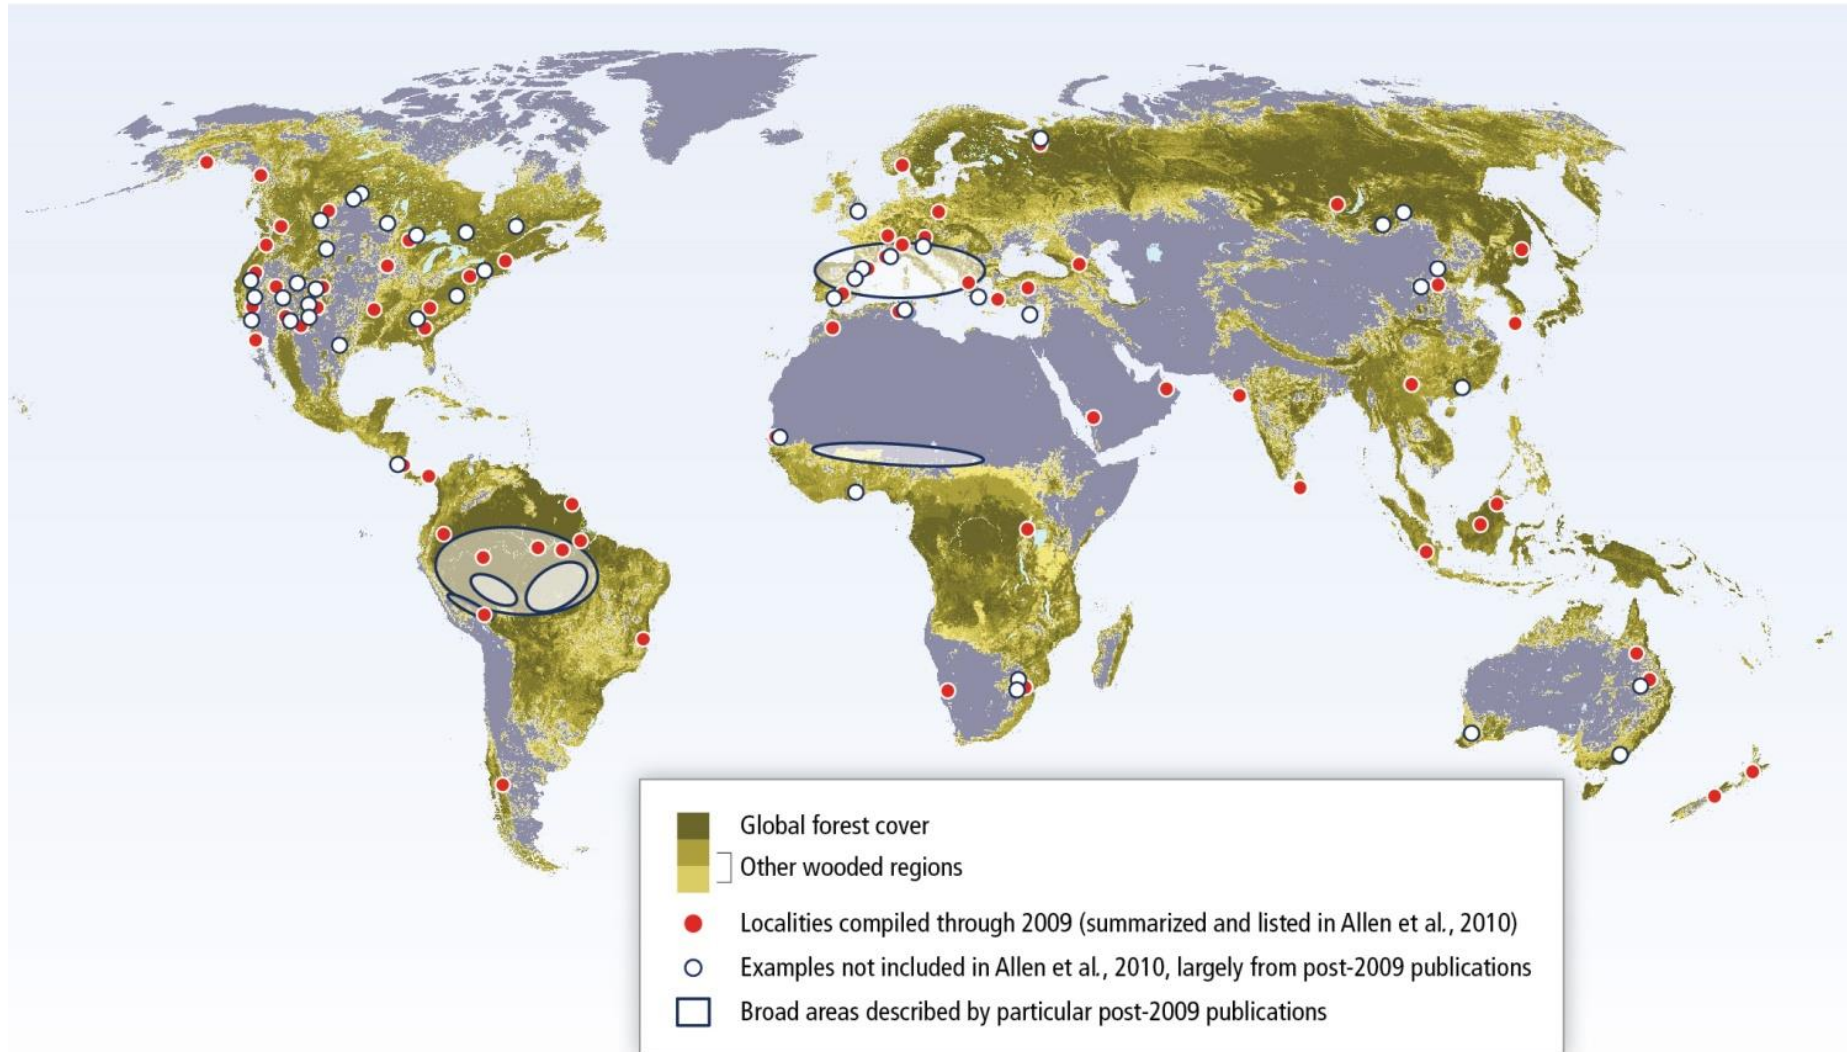 Global forest cover
Other wooded regions
Localities compiled through 2009 (summarized and listed in Allen et al., 2010)
Examples not included in Allen et al., 2010, largely from post-2009 publications
Broad areas described by particular post-2009 publications